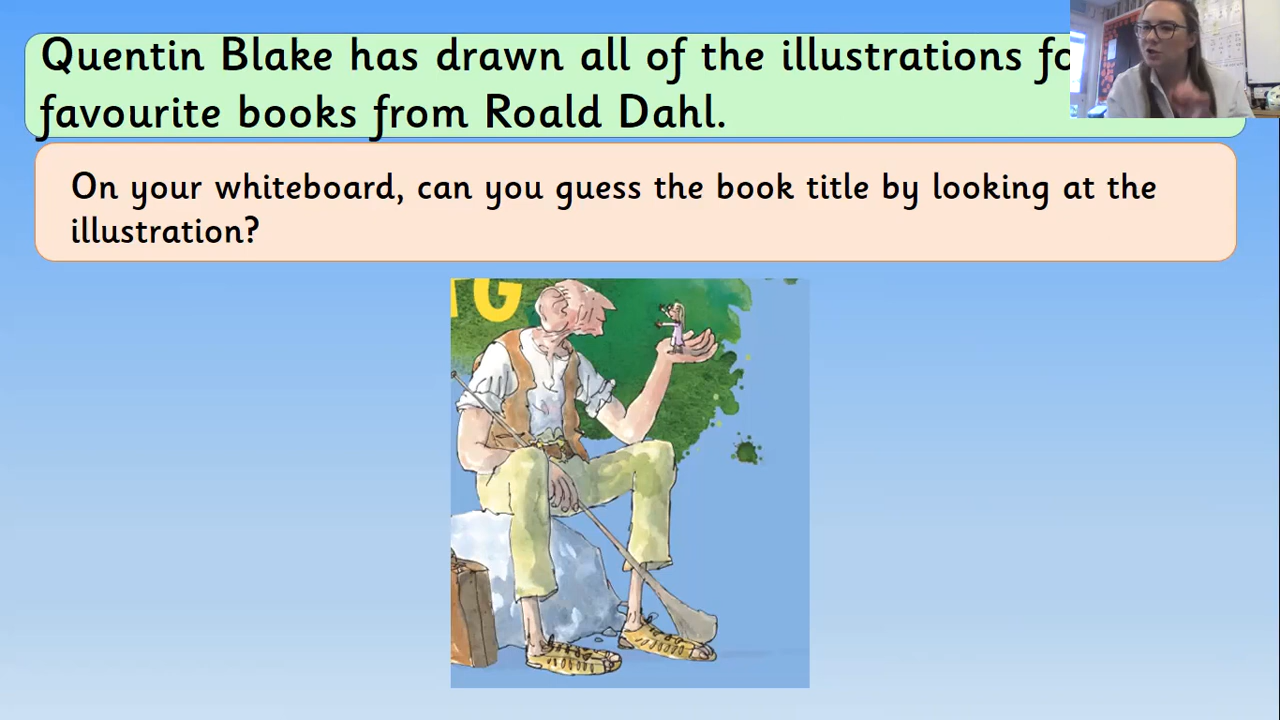 Quentin Blake has drawn all of the illustrations
favourite books from Roald Dahl.
On your whiteboard, can you guess the book title by looking at the
illustration?
G